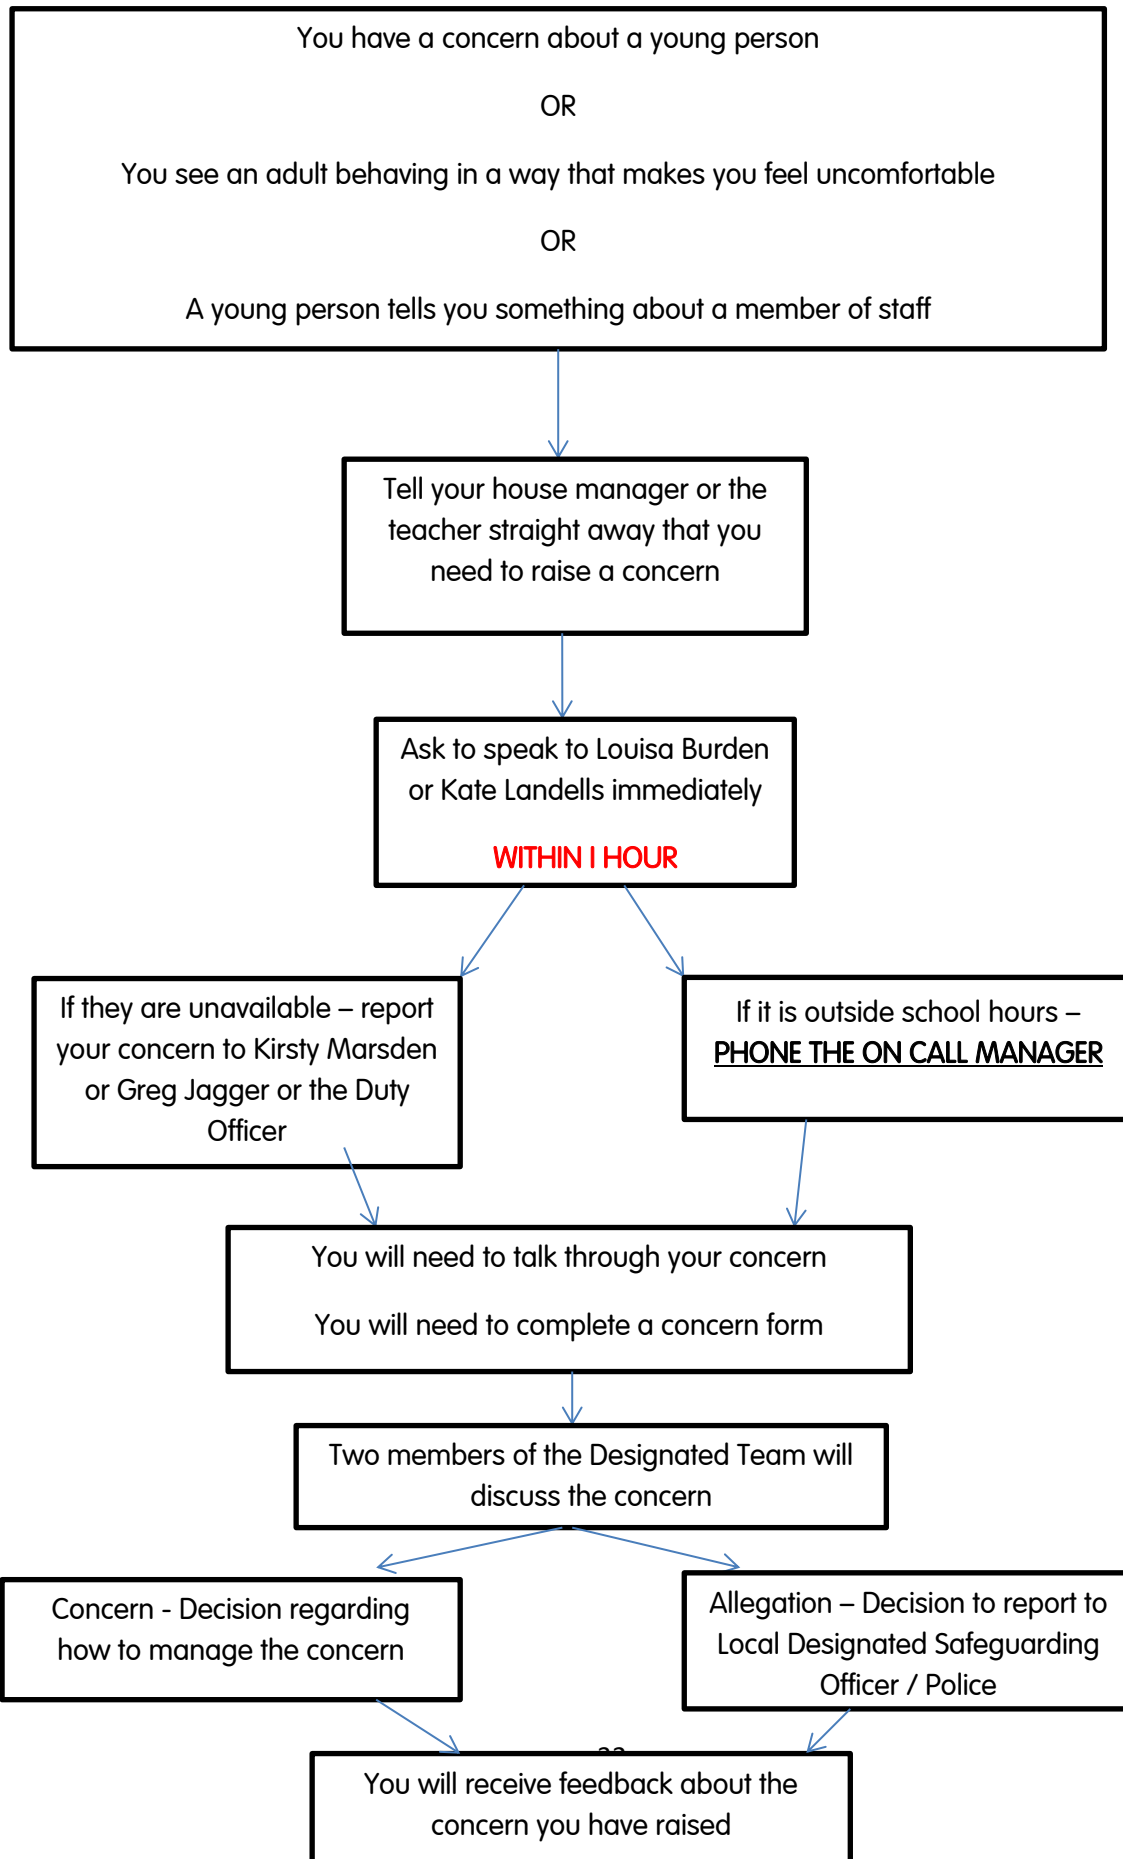 You have a concern about a young person
OR
You see an adult behaving in a way that makes you feel uncomfortable
OR
A young person tells you something about a member of staff
Tell your house manager or the
teacher straight away that you
need to raise a concern
Ask to speak to Louisa Burden
or Kate Landells immediately
WITHIN I HOUR
If they are unavailable – report
your concern to Kirsty Marsden
or Greg Jagger or the Duty
Officer
If it is outside school hours –
PHONE THE ON CALL MANAGER
You will need to talk through your concern
You will need to complete a concern form
Two members of the Designated Team will
discuss the concern
Concern - Decision regarding
how to manage the concern
Allegation – Decision to report to
Local Designated Safeguarding
Officer / Police
You will receive feedback about the
concern you have raised